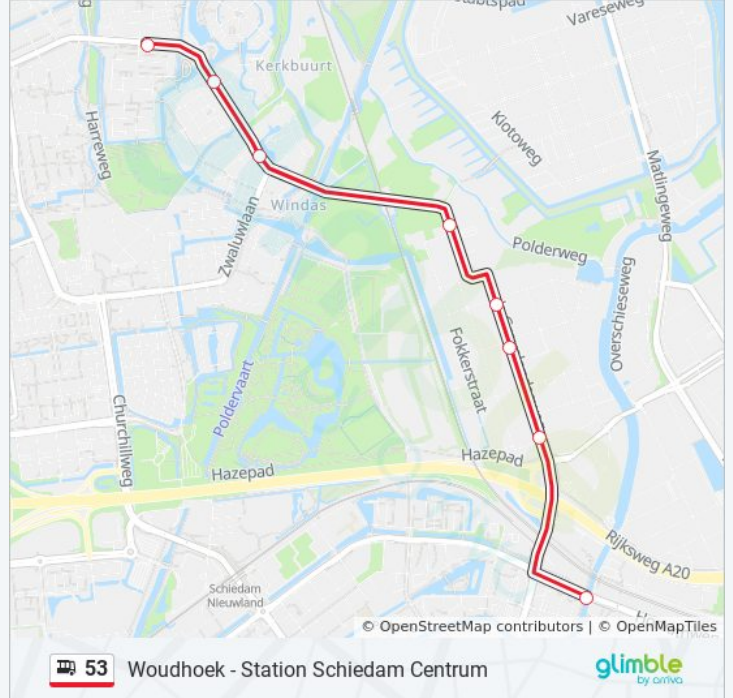 Vareseweg
Kerkbuurt
Kiotoweg
Harreweg
Matlingeweg
Windas
Zwaluwlaan
Polderweg
Overschieseweg
Fokkerstraat
Poldervaart
Churchillweg
Hazepad
Hazepad
Rijksweg A20
Schiedam
Nieuwland
© OpenStreetMap contributors | © OpenMapTiles
53 Woudhoek - Station Schiedam Centrum
glimble
by arriva